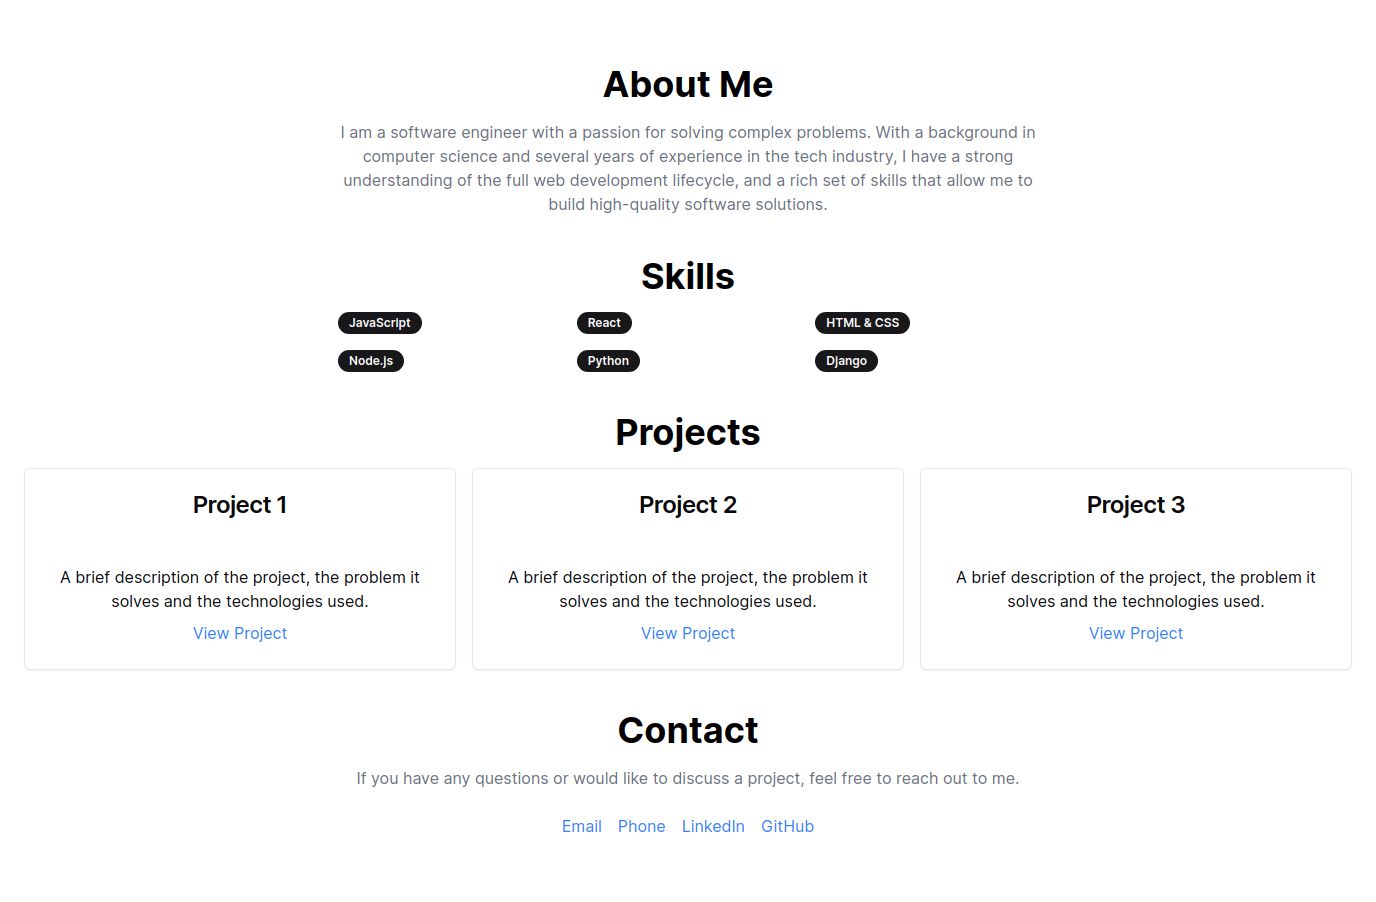 About Me
I am a software engineer with a passion for solving complex problems. With a background in
computer science and several years of experience in the tech industry, I have a strong
understanding of the full web development lifecycle, and a rich set of skills that allow me to
build high-quality software solutions.
Skills
JavaScript React HTML & CSS
Node.js Python Django
Projects
Project 1
A brief description of the project, the problem it
solves and the technologies used.
View Project
Project 2
A brief description of the project, the problem it
solves and the technologies used.
View Project
Project 3
A brief description of the project, the problem it
solves and the technologies used.
View Project
Contact
If you have any questions or would like to discuss a project, feel free to reach out to me.
Email Phone LinkedIn GitHub